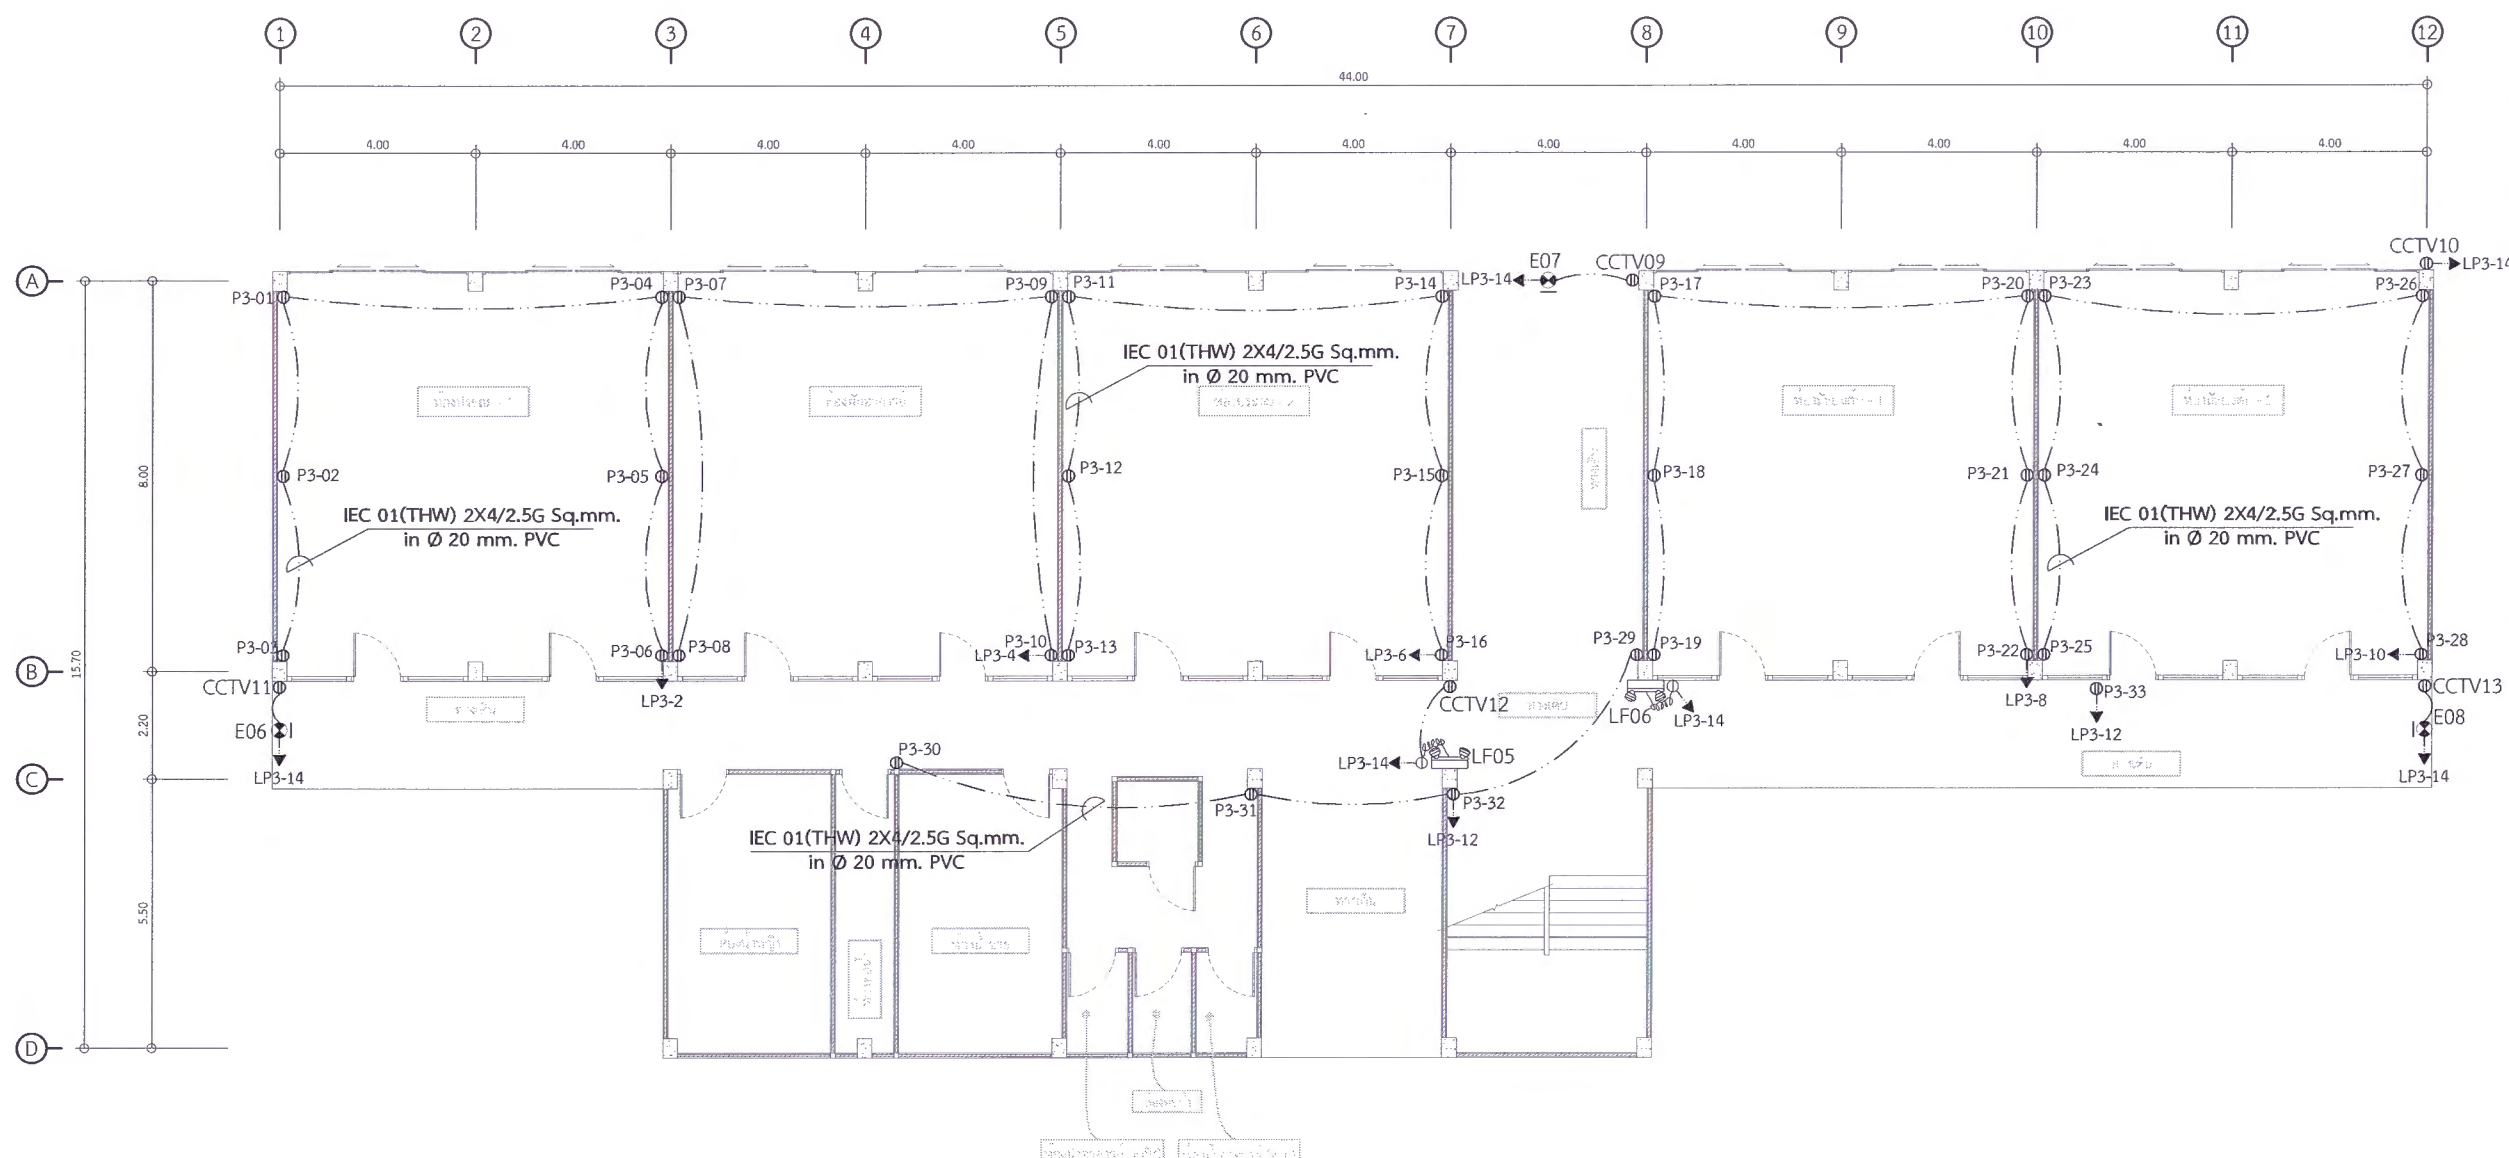 1 2 3 4 5 6 7 8 9 10 11 12
44.00
4.00 4.00 4.00 4.00 4.00 4.00 4.00 4.00 4.00 4.00 4.00
CCTV10
A LP3-14 E07 CCTV09 LP3-14
P3-01 P3-04 P3-07 P3-09 P3-11 P3-14 P3-17 P3-20 P3-23 P3-26
IEC 01(THW) 2X4/2.5G Sq.mm.
in Ø 20 mm. PVC
8.00 P3-02 P3-05 P3-12 P3-15 P3-18 P3-21 P3-24 P3-27
IEC 01(THW) 2X4/2.5G Sq.mm.
in Ø 20 mm. PVC
IEC 01(THW) 2X4/2.5G Sq.mm.
in Ø 20 mm. PVC
P3-03 P3-06 P3-08 P3-10 P3-13 P3-16 P3-29 P3-19 P3-22 P3-25 P3-28
LP3-4 LP3-6 LP3-10
B 15.70
CCTV11 LP3-2 CCTV12 LF06 LP3-14 LP3-8 P3-33 CCTV13
ทางเดิน
2.20 E06 LP3-12 E08
P3-30 LP3-14 LF05
C LP3-14 LP3-14
P3-31 P3-32
IEC 01(THW) 2X4/2.5G Sq.mm.
in Ø 20 mm. PVC
LP3-12
5.50
D